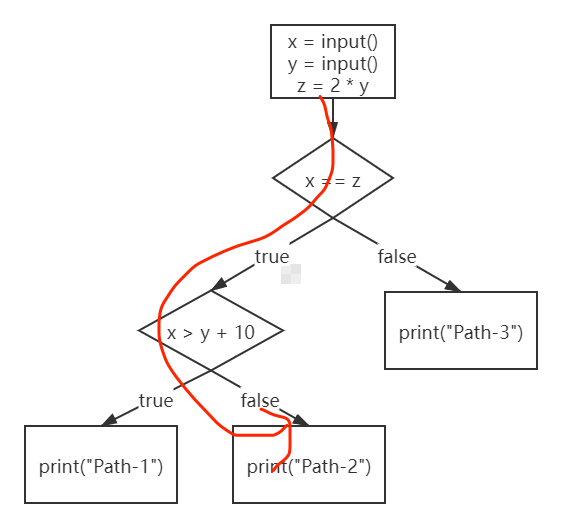 x = input()
y = input()
z = 2 * y
x == z
true
false
x > y + 10
print("Path-3")
true
false
print("Path-1")
print("Path-2")